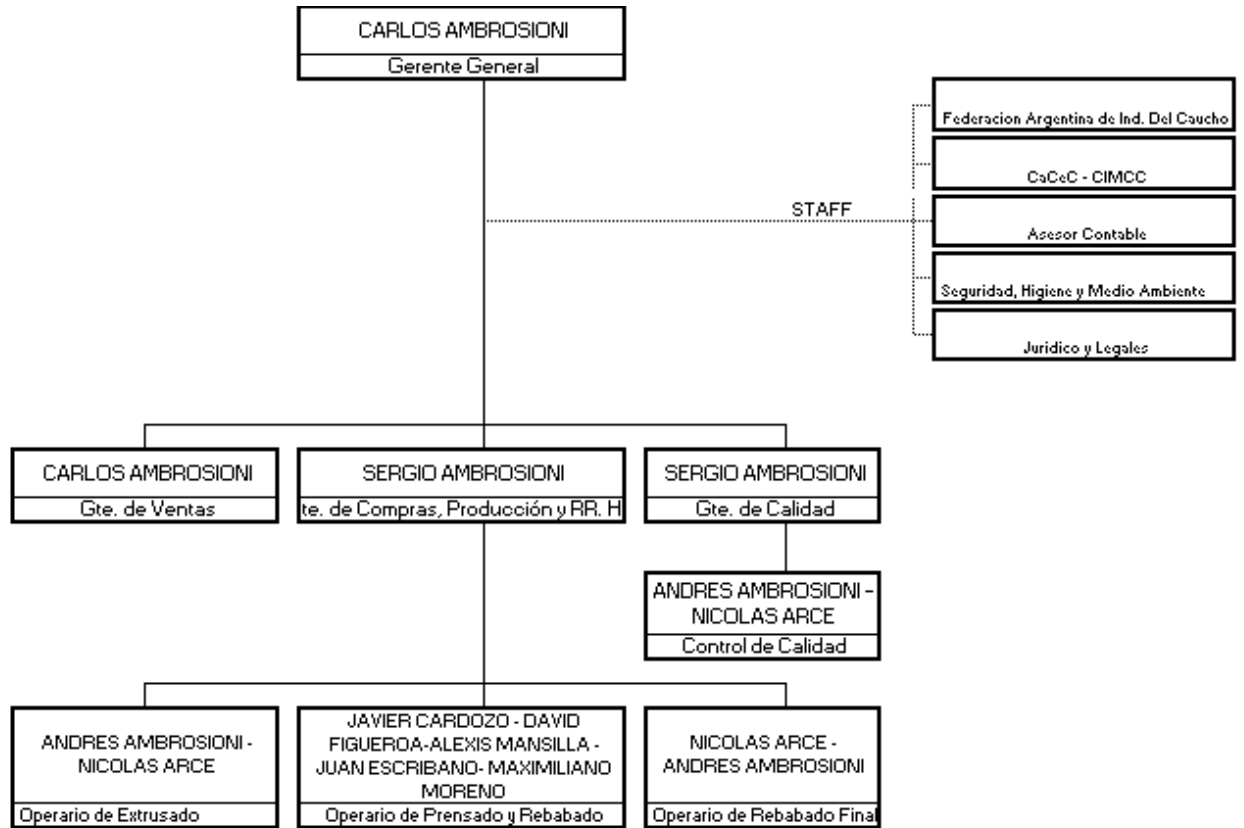 CARLOS AMBROSIONI
Gerente General
Federacion Argentina de Ind. Del Caucho
CaCeC - CIMCC
STAFF
Asesor Contable
Seguridad, Higiene y Medio Ambiente
Juridico y Legales
CARLOS AMBROSIONI
Gte. de Ventas
SERGIO AMBROSIONI
te. de Compras, Producción y RR. H
SERGIO AMBROSIONI
Gte. de Calidad
ANDRES AMBROSIONI -
NICOLAS ARCE
Control de Calidad
ANDRES AMBROSIONI -
NICOLAS ARCE
Operario de Extrusado
JAVIER CARDOZO - DAVID
FIGUEROA-ALEXIS MANSILLA -
JUAN ESCRIBANO- MAXIMILIANO
MORENO
Operario de Prensado y Rebabado
NICOLAS ARCE -
ANDRES AMBROSIONI
Operario de Rebabado Final